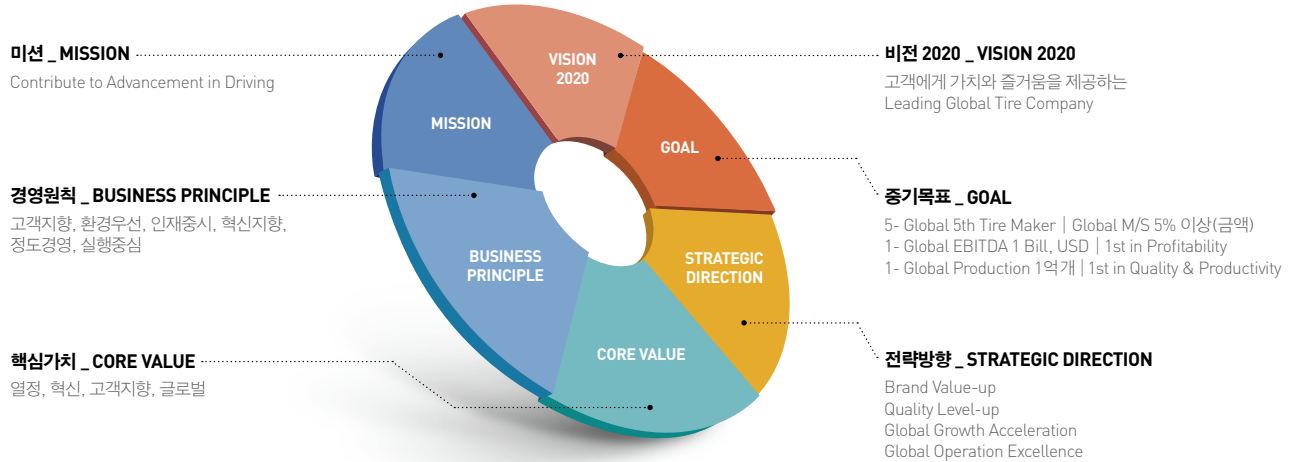 미션 _ MISSION
Contribute to Advancement in Driving
경영원칙 _ BUSINESS PRINCIPLE
고객지향, 환경우선, 인재중시, 혁신지향,
정도경영, 실행중심
핵심가치 _ CORE VALUE
열정, 혁신, 고객지향, 글로벌
VISION
2020
MISSION
GOAL
BUSINESS
PRINCIPLE
STRATEGIC
DIRECTION
CORE VALUE
비전 2020 _ VISION 2020
고객에게 가치와 즐거움을 제공하는
Leading Global Tire Company
중기목표 _ GOAL
5- Global 5th Tire Maker | Global M/S 5% 이상(금액)
1- Global EBITDA 1 Bill, USD | 1st in Profitability
1- Global Production 1억개 | 1st in Quality & Productivity
전략방향 _ STRATEGIC DIRECTION
Brand Value-up
Quality Level-up
Global Growth Acceleration
Global Operation Excellence